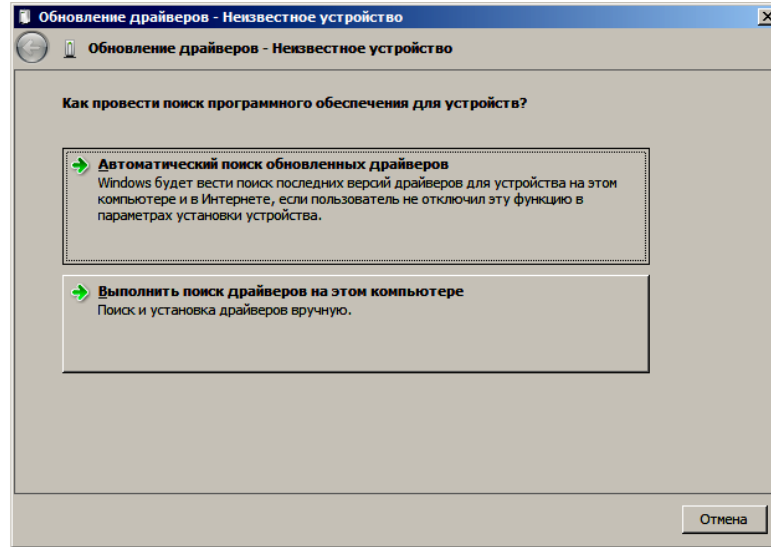 Обновление драйверов - Неизвестное устройство
Обновление драйверов - Неизвестное устройство
Как провести поиск программного обеспечения для устройств?
Автоматический поиск обновленных драйверов
Windows будет вести поиск последних версий драйверов для устройства на этом
компьютере и в Интернете, если пользователь не отключил эту функцию в
параметрах установки устройства.
Выполнить поиск драйверов на этом компьютере
Поиск и установка драйверов вручную.
Отмена